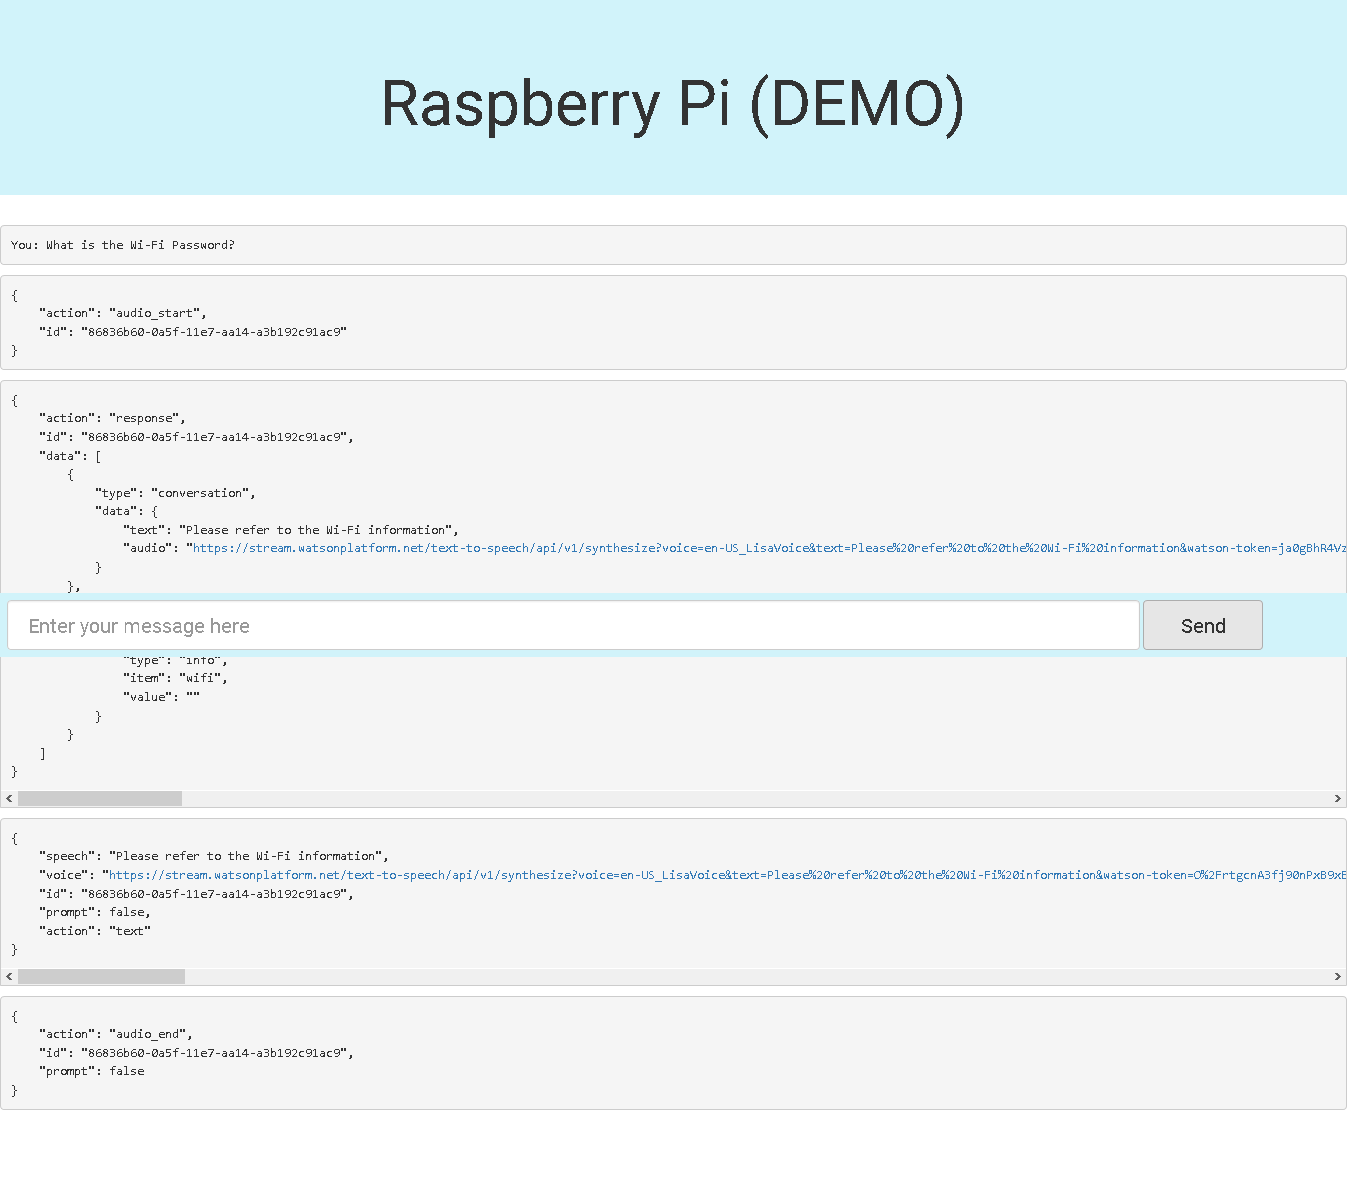 Raspberry Pi (DEMO)
You: What is the Wi-Fi Password?
{
    "action": "audio_start",
    "id": "86836b60-0a5f-11e7-aa14-a3b192c91ac9"
}
{
    "action": "response",
    "id": "86836b60-0a5f-11e7-aa14-a3b192c91ac9",
    "data": [
        {
            "type": "conversation",
            "data": {
                "text": "Please refer to the Wi-Fi information",
                "audio": "https://stream.watsonplatform.net/text-to-speech/api/v1/synthesize?voice=en-US_LisaVoice&text=Please%20refer%20to%20the%20Wi-Fi%20information&watson-token=ja0gBhR4Vz
            }
        },
Enter your message here Send
                "type": "info",
                "item": "wifi",
                "value": ""
            }
        }
    ]
}
{
    "speech": "Please refer to the Wi-Fi information",
    "voice": "https://stream.watsonplatform.net/text-to-speech/api/v1/synthesize?voice=en-US_LisaVoice&text=Please%20refer%20to%20the%20Wi-Fi%20information&watson-token=O%2FrtgcnA3fj90nPxB9xE
    "id": "86836b60-0a5f-11e7-aa14-a3b192c91ac9",
    "prompt": false,
    "action": "text"
}
{
    "action": "audio_end",
    "id": "86836b60-0a5f-11e7-aa14-a3b192c91ac9",
    "prompt": false
}